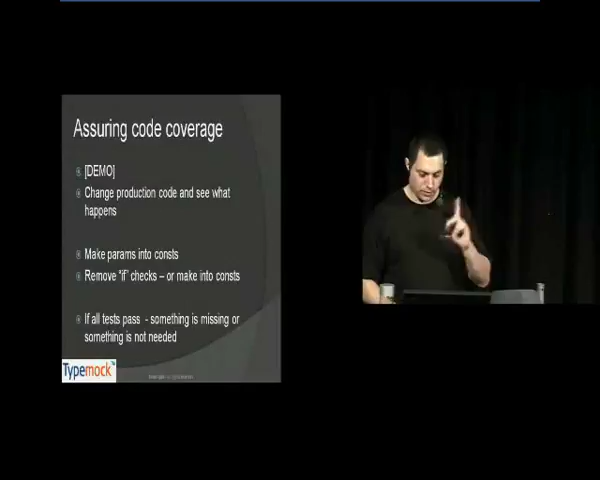 Assuring code coverage
[DEMO]
Change production code and see what
happens
Make params into consts
Remove "if" checks – or make into consts
If all tests pass - something is missing or
something is not needed
Typemock